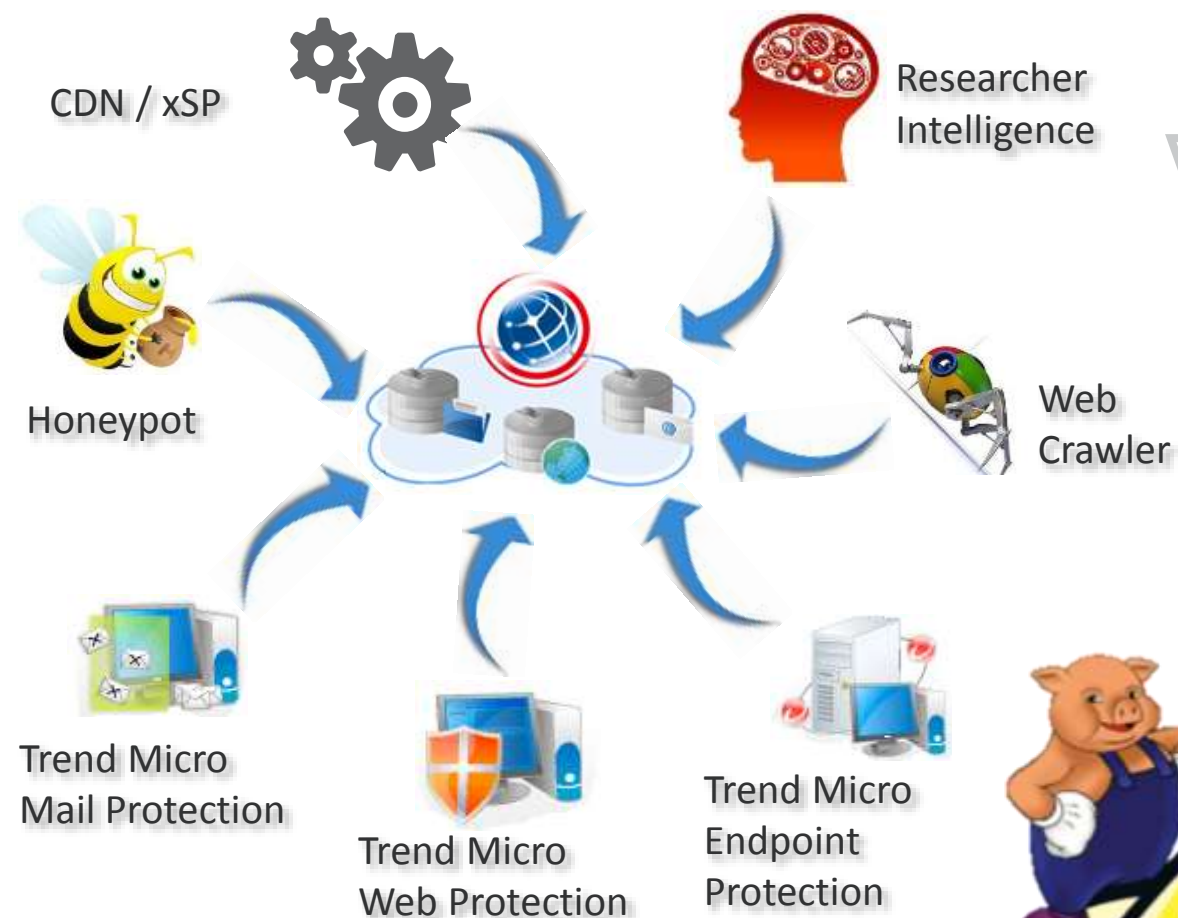 CDN / xSP
Researcher
Intelligence
Honeypot
Web
Crawler
Trend Micro
Mail Protection
Trend Micro
Web Protection
Trend Micro
Endpoint
Protection